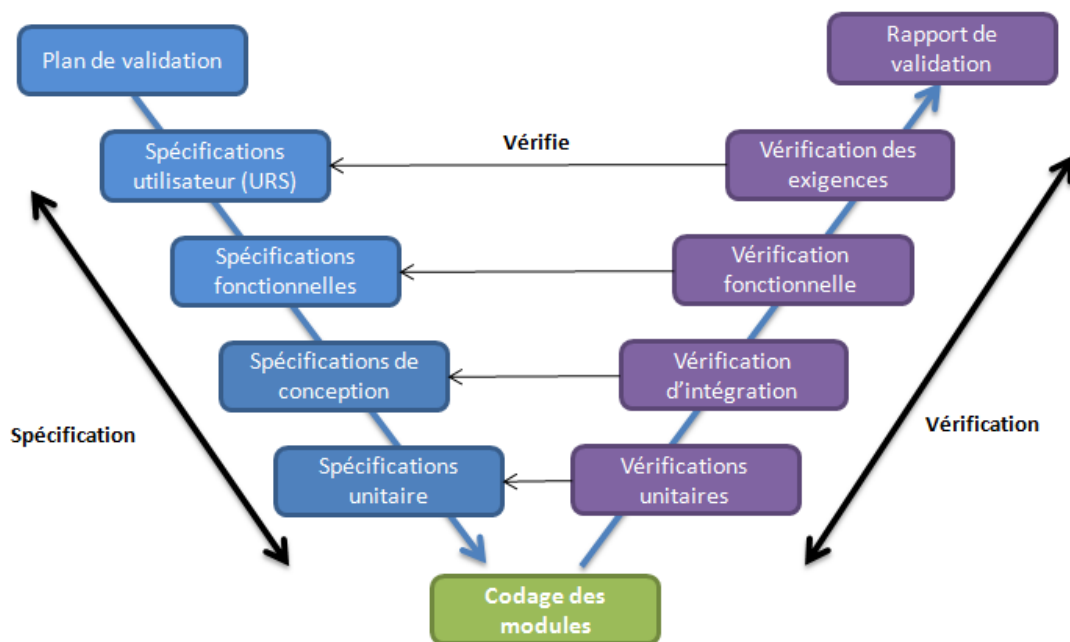 Plan de validation
Rapport de
validation
Spécifications
utilisateur (URS)
Vérifie
Vérification des
exigences
Spécifications
fonctionnelles
Vérification
fonctionnelle
Spécifications de
conception
Vérification
d'intégration
Spécification
Vérification
Spécifications
unitaire
Vérifications
unitaires
Codage des
modules